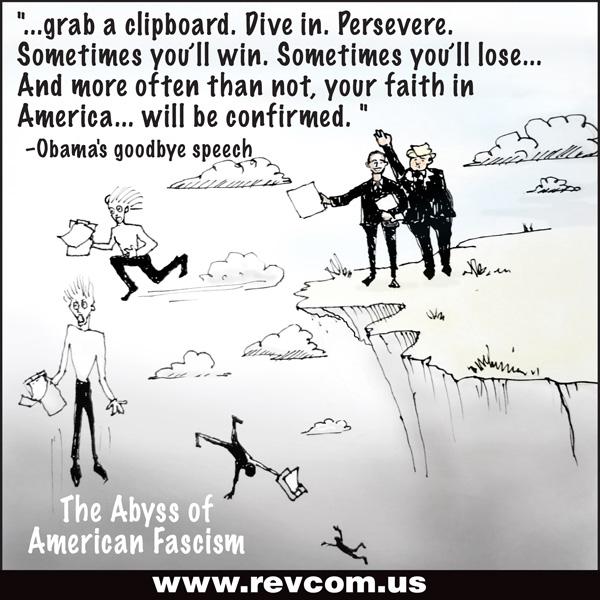 "...grab a clipboard. Dive in. Persevere.
Sometimes you'll win. Sometimes you'll lose...
And more often than not, your faith in
America... will be confirmed. "
-Obama's goodbye speech
The Abyss of
American Fascism
www.revcom.us